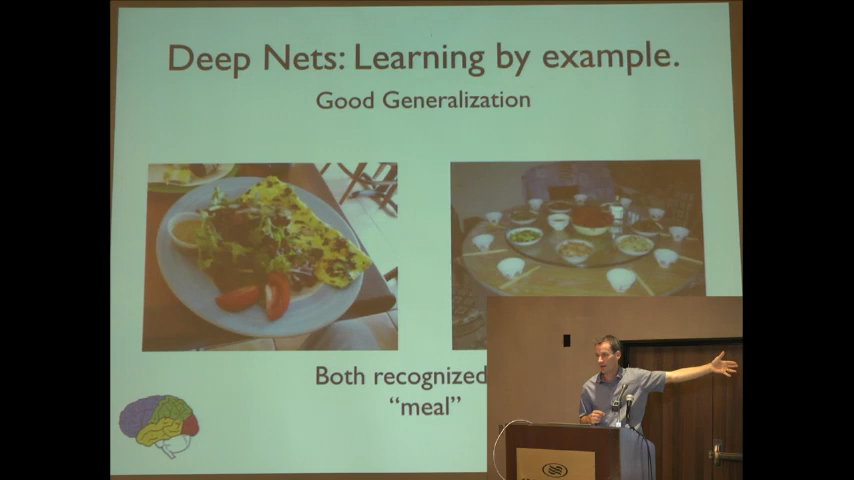 Deep Nets: Learning by example.
Good Generalization
Both recognized
“meal”